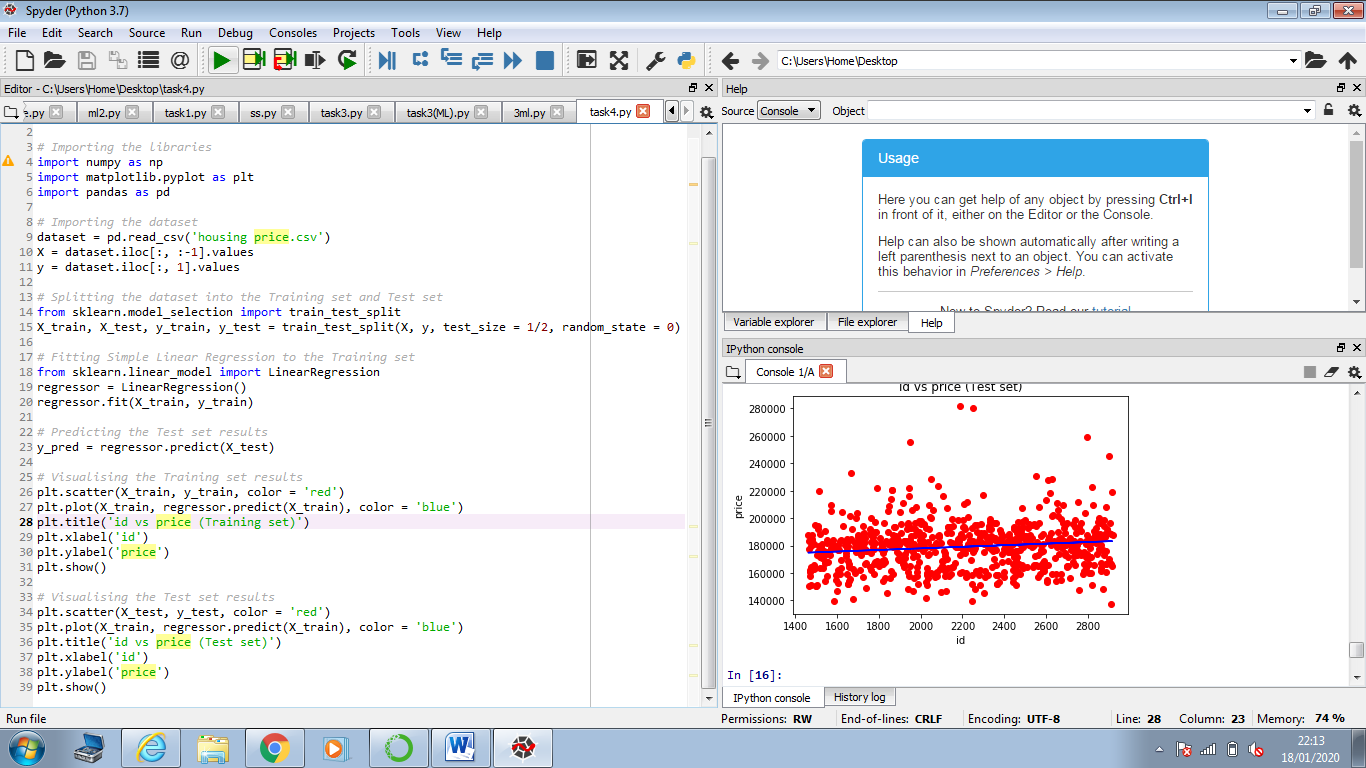 Spyder (Python 3.7)
File Edit Search Source Run Debug Consoles Projects Tools View Help
C:\Users\Home\Desktop
Editor - C:\Users\Home\Desktop\task4.py
e.py ml2.py task1.py ss.py task3.py task3(ML).py 3ml.py task4.py
2
3 # Importing the libraries
4 import numpy as np
5 import matplotlib.pyplot as plt
6 import pandas as pd
7
8 # Importing the dataset
9 dataset = pd.read_csv('housing price.csv')
10 X = dataset.iloc[:, :-1].values
11 y = dataset.iloc[:, 1].values
12
13 # Splitting the dataset into the Training set and Test set
14 from sklearn.model_selection import train_test_split
15 X_train, X_test, y_train, y_test = train_test_split(X, y, test_size = 1/2, random_state = 0)
16
17 # Fitting Simple Linear Regression to the Training set
18 from sklearn.linear_model import LinearRegression
19 regressor = LinearRegression()
20 regressor.fit(X_train, y_train)
21
22 # Predicting the Test set results
23 y_pred = regressor.predict(X_test)
24
25 # Visualising the Training set results
26 plt.scatter(X_train, y_train, color = 'red')
27 plt.plot(X_train, regressor.predict(X_train), color = 'blue')
28 plt.title('id vs price (Training set)')
29 plt.xlabel('id')
30 plt.ylabel('price')
31 plt.show()
32
33 # Visualising the Test set results
34 plt.scatter(X_test, y_test, color = 'red')
35 plt.plot(X_train, regressor.predict(X_train), color = 'blue')
36 plt.title('id vs price (Test set)')
37 plt.xlabel('id')
38 plt.ylabel('price')
39 plt.show()
Help
Source Console Object
Usage
Here you can get help of any object by pressing Ctrl+I
in front of it, either on the Editor or the Console.
Help can also be shown automatically after writing a
left parenthesis next to an object. You can activate
this behavior in Preferences > Help.
New to Spyder? Read our tutorial
Variable explorer File explorer Help
IPython console
Console 1/A
id vs price (Test set)
280000
260000
240000
220000
200000
180000
160000
140000
price
1400 1600 1800 2000 2200 2400 2600 2800
id
In [16]:
IPython console History log
Run file Permissions: RW End-of-lines: CRLF Encoding: UTF-8 Line: 28 Column: 23 Memory: 74 %
22:13
18/01/2020